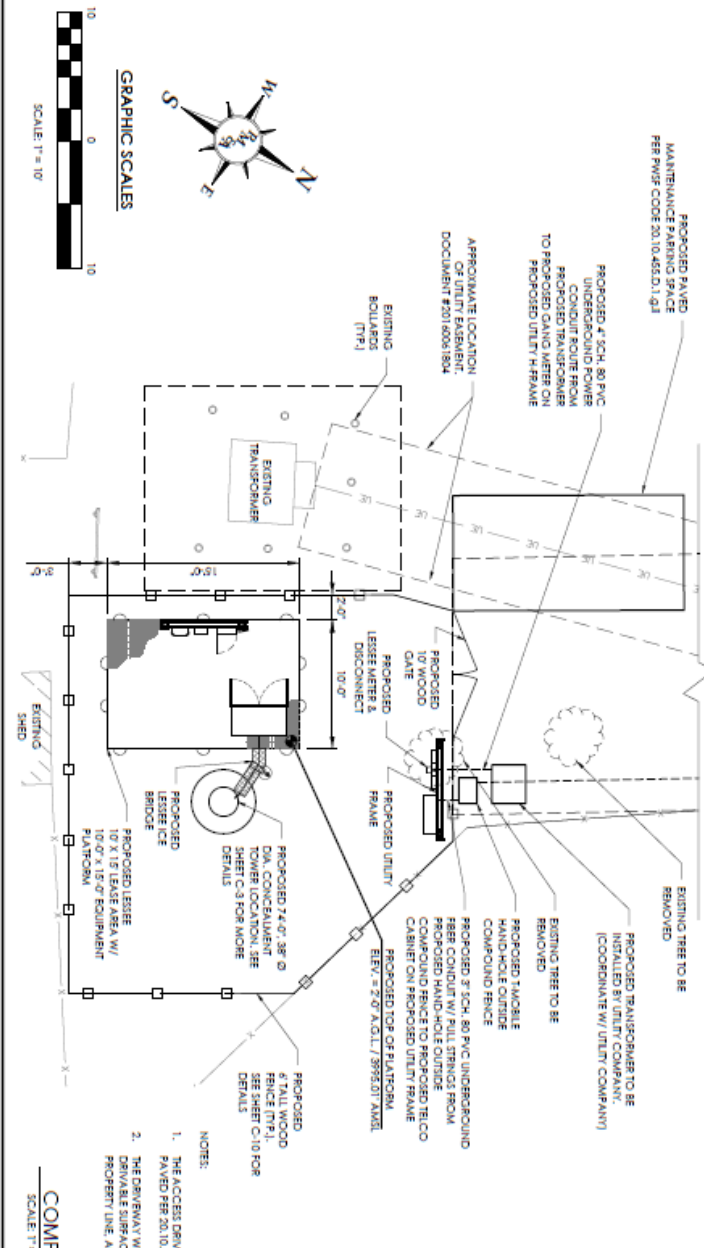 PROPOSED PAVED
MAINTENANCE PARKING SPACE
PER PWSF CODE 20.10.455.D.1.g.ii
PROPOSED 4" SCH. 80 PVC
UNDERGROUND POWER
CONDUIT ROUTE FROM
PROPOSED TRANSFORMER
TO PROPOSED GANG METER ON
PROPOSED UTILITY H-FRAME
APPROXIMATE LOCATION
OF UTILITY EASEMENT.
DOCUMENT #20160061804
EXISTING
BOLLARDS
(TYP.)
EXISTING
TRANSFORMER
UE
UE
UE
UE
N
W
S
E
GRAPHIC SCALES
10
0
10
SCALE: 1" = 10'
EXISTING TREE TO BE
REMOVED
PROPOSED TRANSFORMER TO BE
INSTALLED BY UTILITY COMPANY.
(COORDINATE W/ UTILITY COMPANY)
EXISTING TREE TO BE
REMOVED
PROPOSED T-MOBILE
HAND-HOLE OUTSIDE
COMPOUND FENCE
PROPOSED 3" SCH. 80 PVC UNDERGROUND
FIBER CONDUIT W/ PULL STRINGS FROM
PROPOSED HAND-HOLE OUTSIDE
COMPOUND FENCE TO PROPOSED TELCO
CABINET ON PROPOSED UTILITY FRAME
PROPOSED TOP OF PLATFORM
ELEV. = 2'-0" A.G.L. / 3995.01' AMSL
PROPOSED
10' WOOD
GATE
PROPOSED
LESSEE METER &
DISCONNECT
PROPOSED UTILITY
FRAME
2'-0"
10'-0"
15'-0"
3'-0"
PROPOSED 74'-0", 38" Ø
DIA. CONCEALMENT
TOWER LOCATION. SEE
SHEET C-3 FOR MORE
DETAILS
PROPOSED
LESSEE ICE
BRIDGE
PROPOSED LESSEE
10' X 15' LEASE AREA W/
10'-0" X 15'-0" EQUIPMENT
PLATFORM
EXISTING
SHED
PROPOSED
6' TALL WOOD
FENCE (TYP.)-
SEE SHEET C-10 FOR
DETAILS
NOTES:
1. THE ACCESS DRIV
PAVED PER 20.10.
2. THE DRIVEWAY W
DRIVABLE SURFAC
PROPERTY LINE, A
COMP
SCALE: 1"